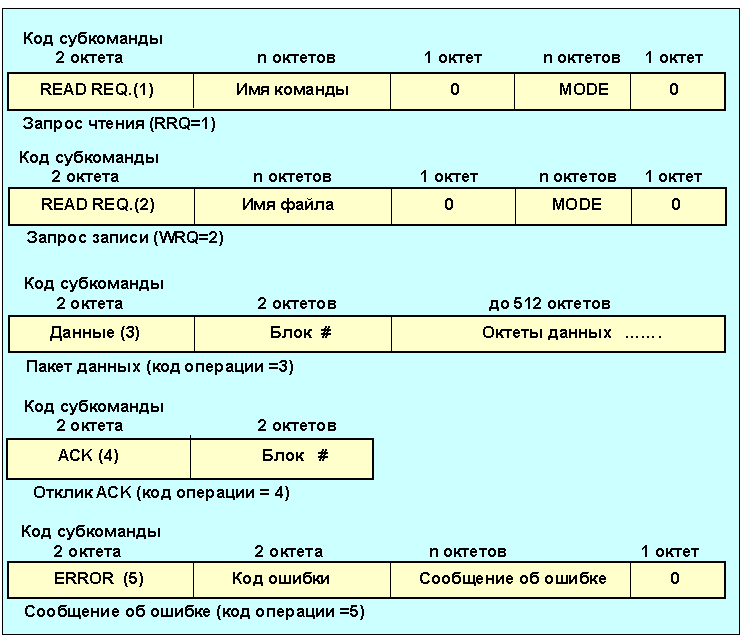 Код субкоманды
2 октета n октетов 1 октет n октетов 1 октет
READ REQ.(1) Имя команды 0 MODE 0
Запрос чтения (RRQ=1)
Код субкоманды
2 октета n октетов 1 октет n октетов 1 октет
READ REQ.(2) Имя файла 0 MODE 0
Запрос записи (WRQ=2)
Код субкоманды
2 октета 2 октетов до 512 октетов
Данные (3) Блок # Октеты данных .......
Пакет данных (код операции =3)
Код субкоманды
2 октета 2 октетов
ACK (4) Блок #
Отклик ACK (код операции = 4)
Код субкоманды
2 октета 2 октета n октетов 1 октет
ERROR (5) Код ошибки Сообщение об ошибке 0
Сообщение об ошибке (код операции =5)